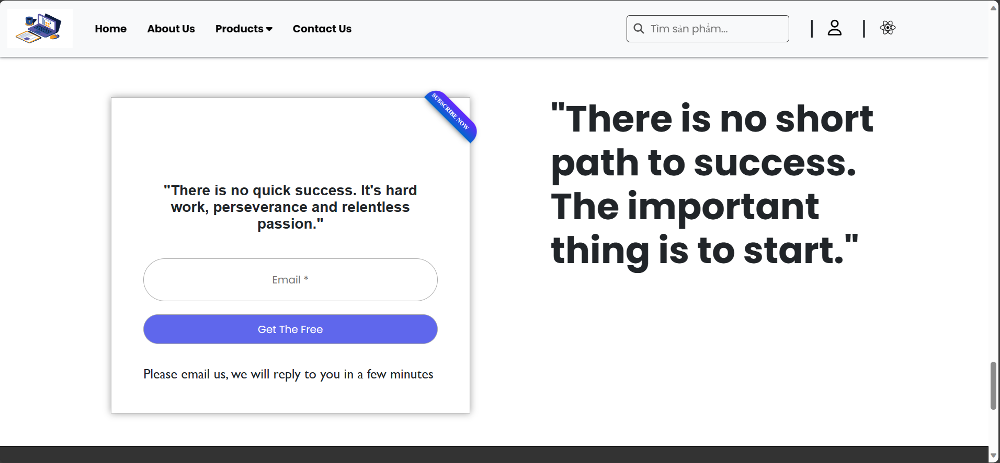 Home
About Us
Products
Contact Us
Tìm sản phẩm...
SUBSCRIBE NOW
"There is no quick success. It's hard
work, perseverance and relentless
passion."
Email *
Get The Free
Please email us, we will reply to you in a few minutes
"There is no short
path to success.
The important
thing is to start."